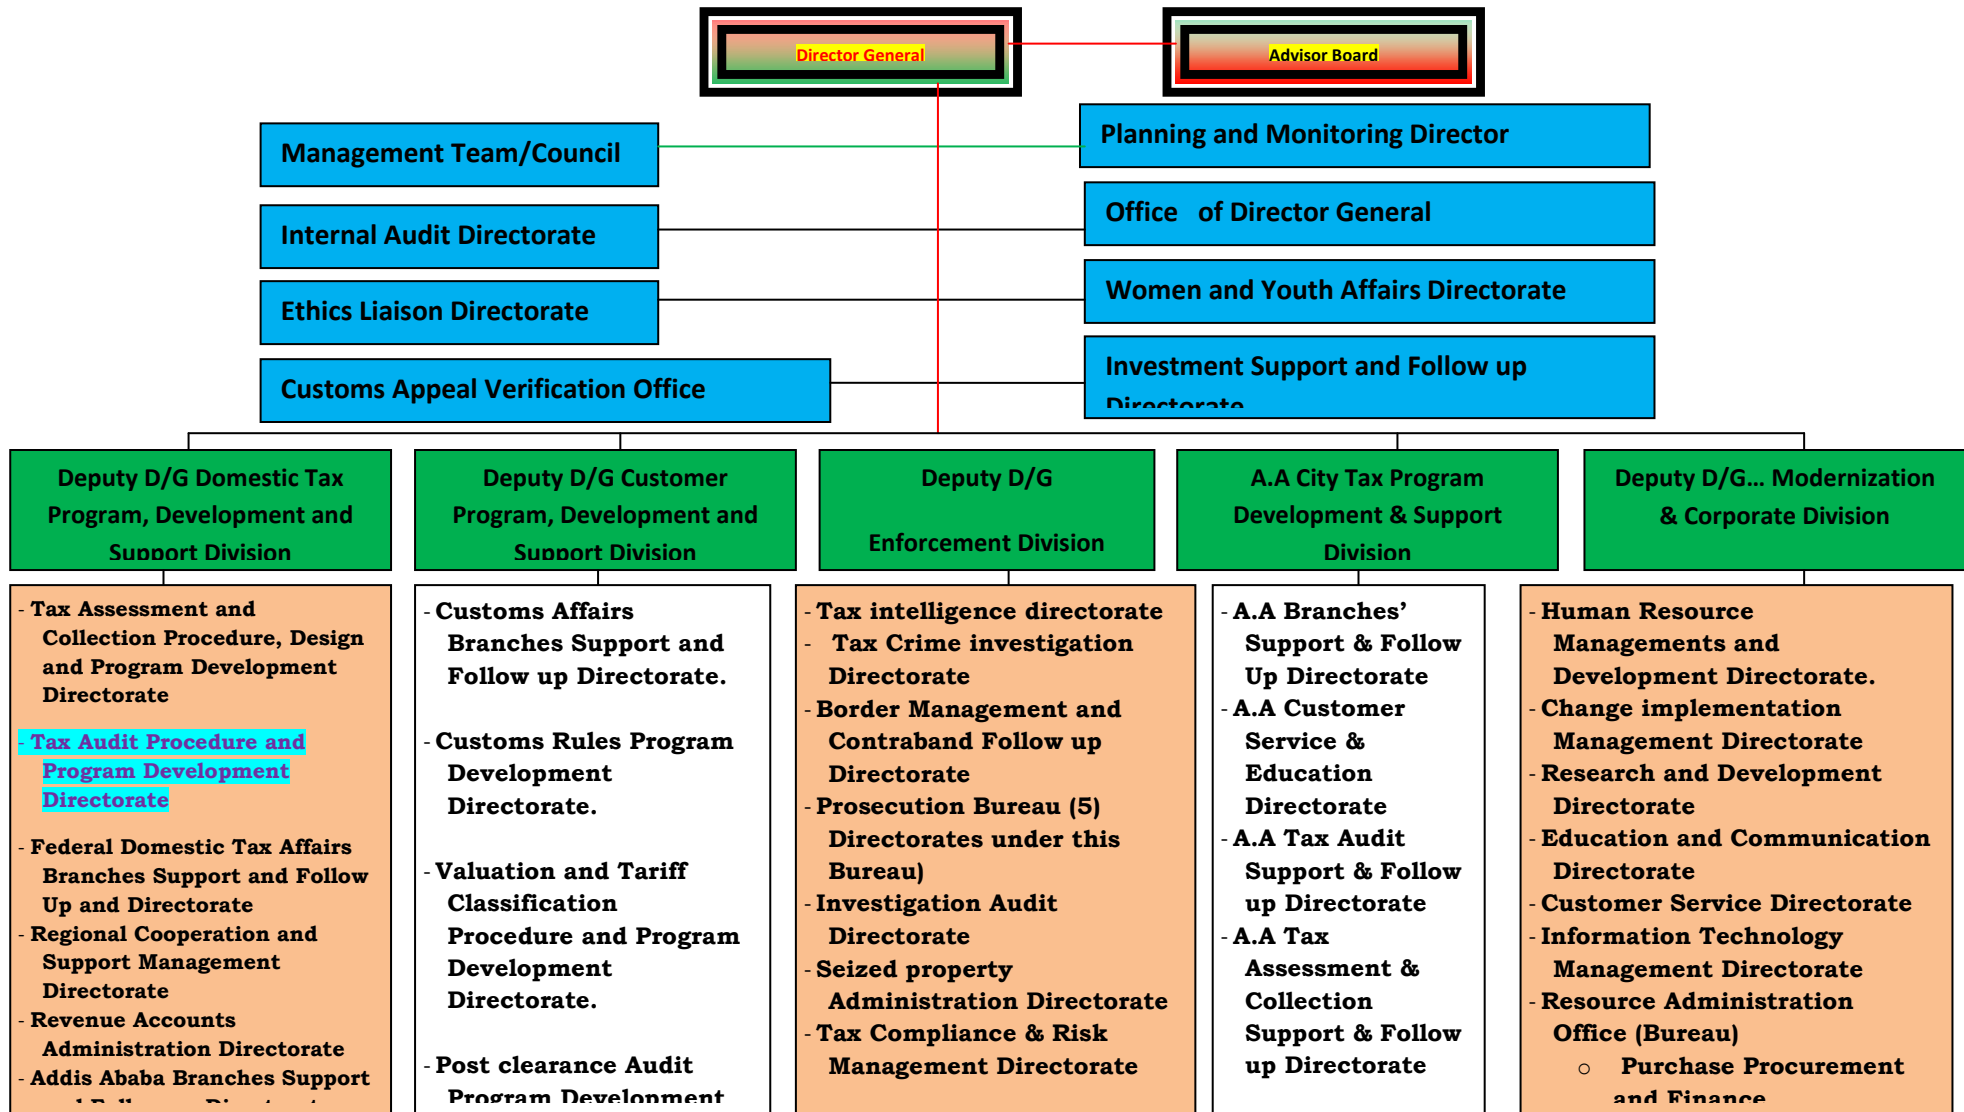 Director General
Advisor Board
Management Team/Council
Planning and Monitoring Director
Internal Audit Directorate
Office of Director General
Ethics Liaison Directorate
Women and Youth Affairs Directorate
Customs Appeal Verification Office
Investment Support and Follow up
Directorate
Deputy D/G Domestic Tax
Program, Development and
Support Division
Deputy D/G Customer
Program, Development and
Support Division
Deputy D/G
Enforcement Division
A.A City Tax Program
Development & Support
Division
Deputy D/G... Modernization
& Corporate Division
- Tax Assessment and
Collection Procedure, Design
and Program Development
Directorate
- Tax Audit Procedure and
Program Development
Directorate
- Federal Domestic Tax Affairs
Branches Support and Follow
Up and Directorate
- Regional Cooperation and
Support Management
Directorate
- Revenue Accounts
Administration Directorate
- Addis Ababa Branches Support
- Customs Affairs
Branches Support and
Follow up Directorate.
- Customs Rules Program
Development
Directorate.
- Valuation and Tariff
Classification
Procedure and Program
Development
Directorate.
- Post clearance Audit
Program Development
- Tax intelligence directorate
- Tax Crime investigation
Directorate
- Border Management and
Contraband Follow up
Directorate
- Prosecution Bureau (5)
Directorates under this
Bureau)
- Investigation Audit
Directorate
- Seized property
Administration Directorate
- Tax Compliance & Risk
Management Directorate
- A.A Branches’
Support & Follow
Up Directorate
- A.A Customer
Service &
Education
Directorate
- A.A Tax Audit
Support & Follow
up Directorate
- A.A Tax
Assessment &
Collection
Support & Follow
up Directorate
- Human Resource
Managements and
Development Directorate.
- Change implementation
Management Directorate
- Research and Development
Directorate
- Education and Communication
Directorate
- Customer Service Directorate
- Information Technology
Management Directorate
- Resource Administration
Office (Bureau)
o Purchase Procurement
and Finance